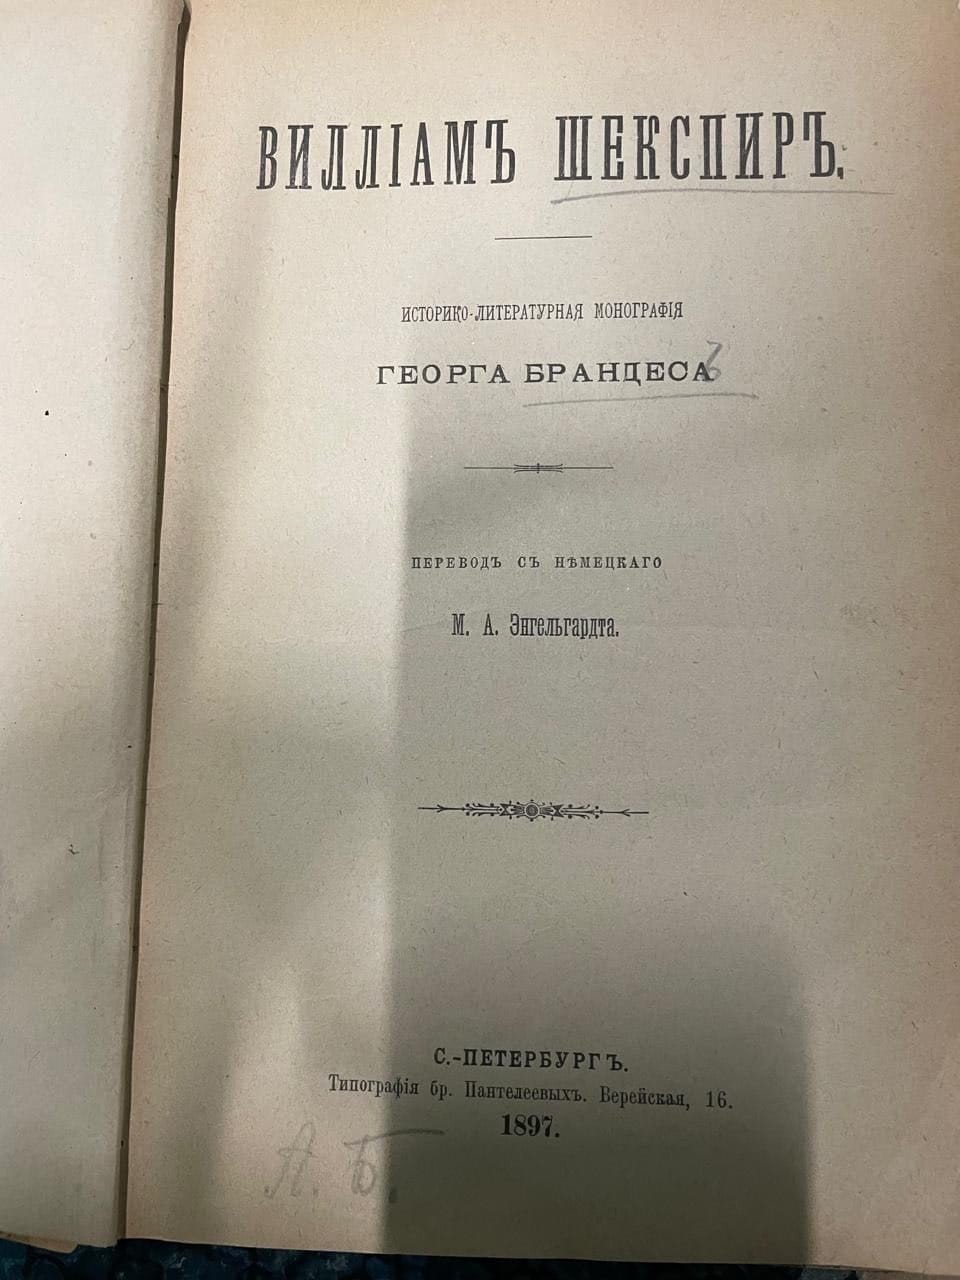 ВИЛЛІАМЪ ШЕКСПИРЪ.
ИСТОРИКО-ЛИТЕРАТУРНАЯ МОНОГРАФІЯ
ГЕОРГА БРАНДЕСА
ПЕРЕВОДЪ СЪ НѢМЕЦКАГО
М. А. Энгельгардта.
С.-ПЕТЕРБУРГЪ.
Типографія бр. Пантелеевыхъ. Верейская, 16.
1897.
А. Б.